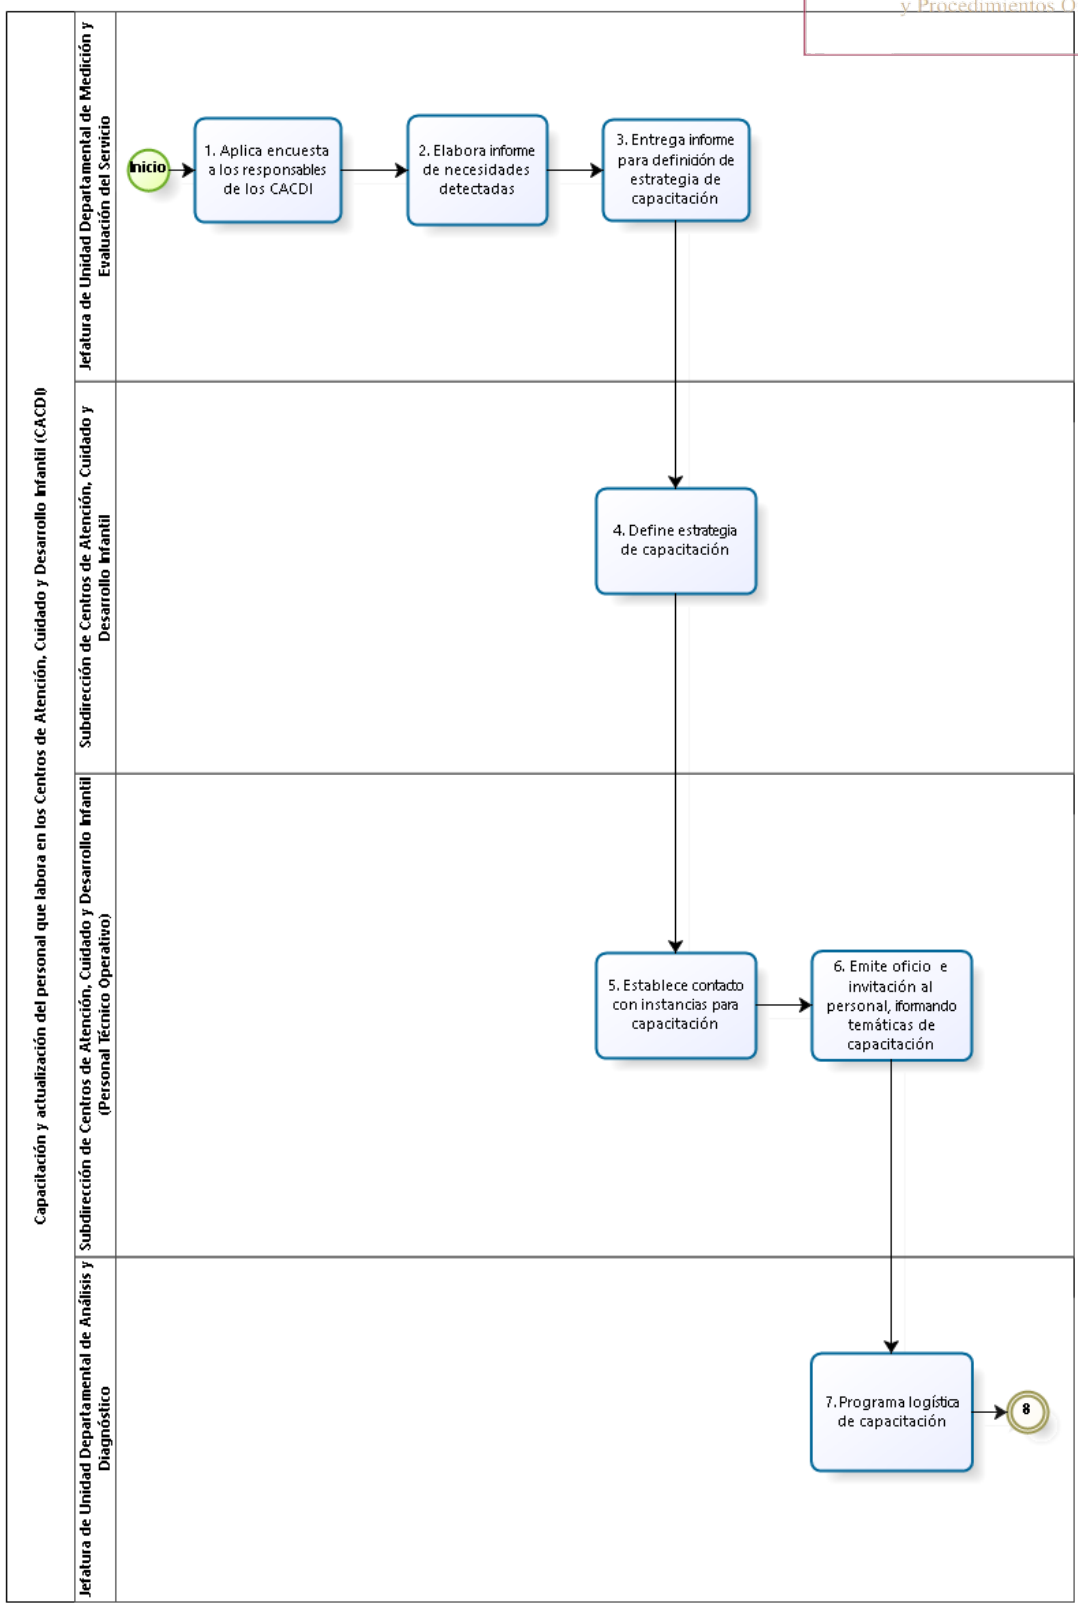 y Procedimientos O
Capacitación y actualización del personal que labora en los Centros de Atención, Cuidado y Desarrollo Infantil (CACDI)
Jefatura de Unidad Departamental de Medición y
Evaluación del Servicio
Inicio
1. Aplica encuesta
a los responsables
de los CACDI
2. Elabora informe
de necesidades
detectadas
3. Entrega informe
para definición de
estrategia de
capacitación
Subdirección de Centros de Atención, Cuidado y
Desarrollo Infantil
4. Define estrategia
de capacitación
Subdirección de Centros de Atención, Cuidado y Desarrollo Infantil
(Personal Técnico Operativo)
5. Establece contacto
con instancias para
capacitación
6. Emite oficio e
invitación al
personal, iformando
temáticas de
capacitación
Jefatura de Unidad Departamental de Análisis y
Diagnóstico
7. Programa logística
de capacitación
8